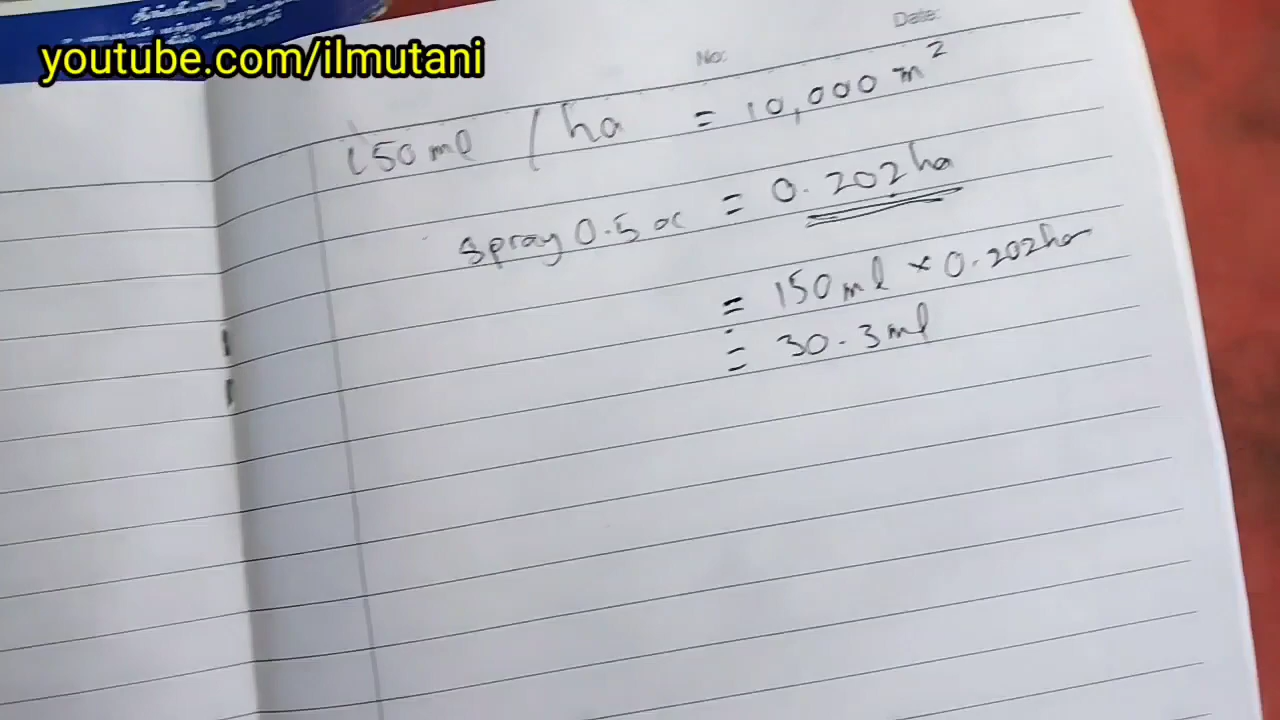 youtube.com/ilmutani
No:
Date:
150 ml / ha = 10,000 m²
spray 0.5 ac = 0.202 ha
= 150 ml × 0.202 ha
= 30.3 ml